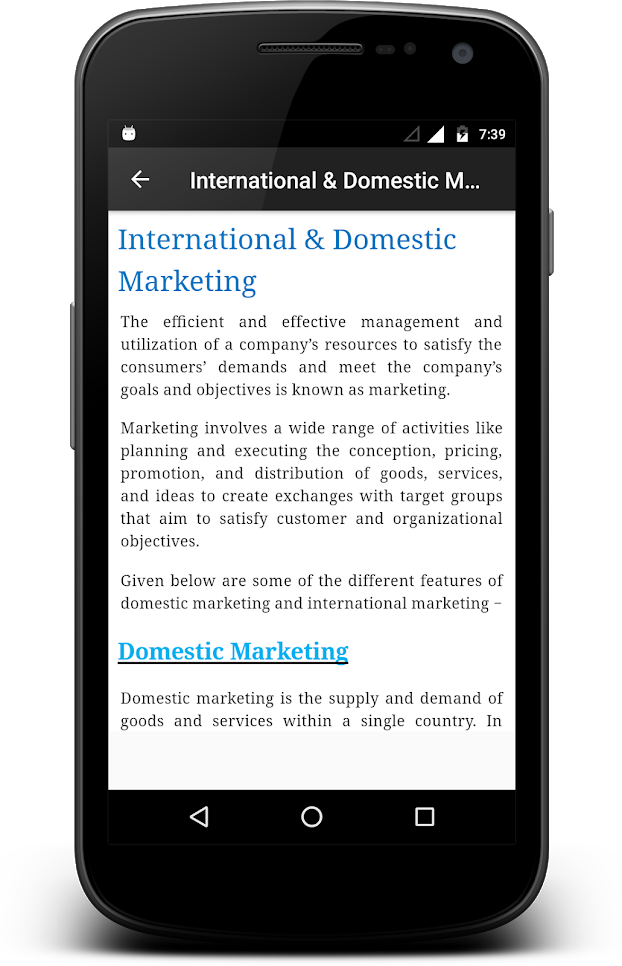 7:39
International & Domestic M...
International & Domestic
Marketing
The efficient and effective management and
utilization of a company’s resources to satisfy the
consumers’ demands and meet the company’s
goals and objectives is known as marketing.
Marketing involves a wide range of activities like
planning and executing the conception, pricing,
promotion, and distribution of goods, services,
and ideas to create exchanges with target groups
that aim to satisfy customer and organizational
objectives.
Given below are some of the different features of
domestic marketing and international marketing −
Domestic Marketing
Domestic marketing is the supply and demand of
goods and services within a single country. In